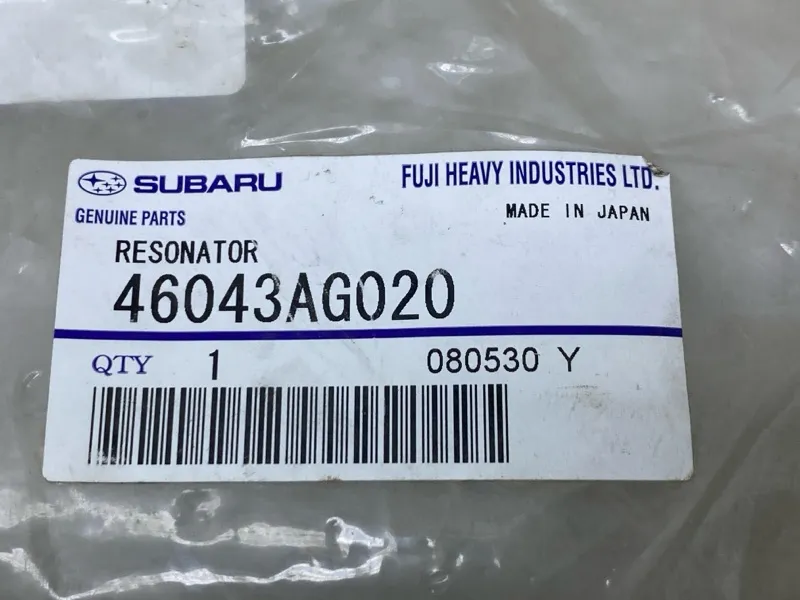 SUBARU FUJI HEAVY INDUSTRIES LTD.
GENUINE PARTS MADE IN JAPAN
RESONATOR
46043AG020
QTY 1 080530 Y